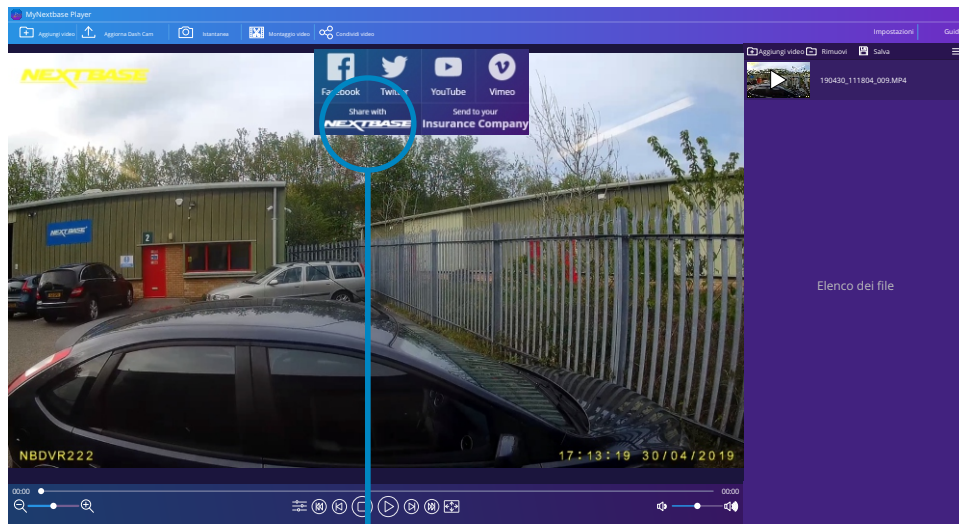 MyNextbase Player
Aggiungi video
Aggiorna Dash Cam
Istantanea
Montaggio video
Condividi video
Impostazioni
Guid
Aggiungi video
Rimuovi
Salva
190430_111804_009.MP4
Elenco dei file
NEXTBASE
Facebook
Twitter
YouTube
Vimeo
Share with
NEXTBASE
Send to your
Insurance Company
NEXTBASE
2
NBDVR222
17:13:19 30/04/2019
00:00
00:00